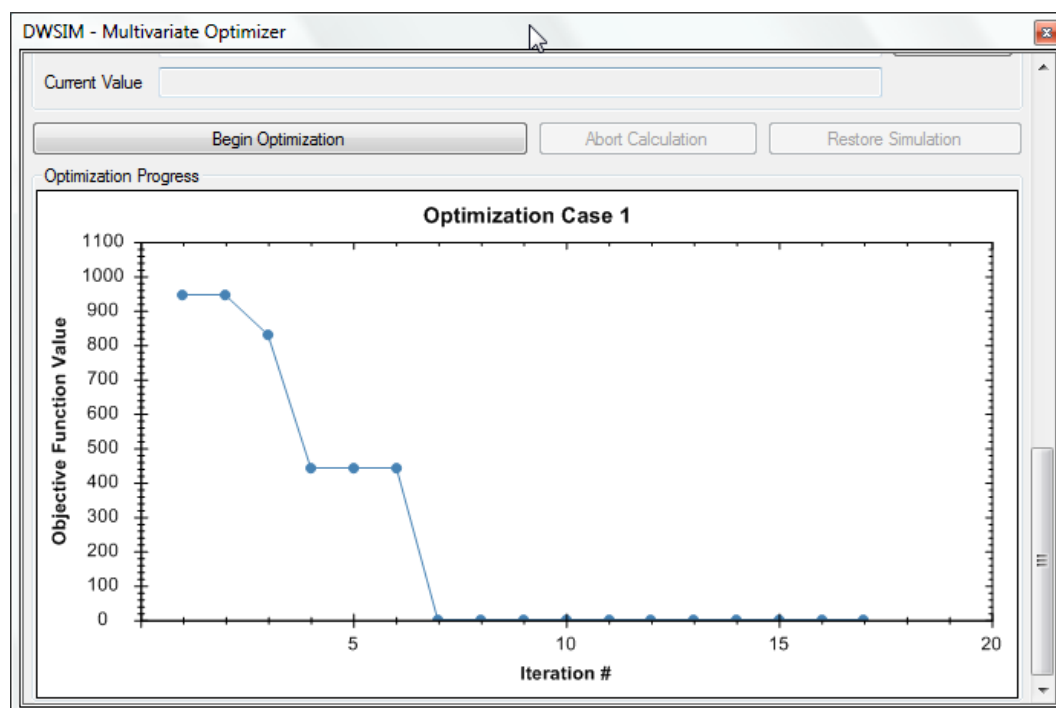 DWSIM - Multivariate Optimizer
Current Value
Begin Optimization
Abort Calculation
Restore Simulation
Optimization Progress
Optimization Case 1
Objective Function Value
1100
1000
900
800
700
600
500
400
300
200
100
0
5
10
15
20
Iteration #